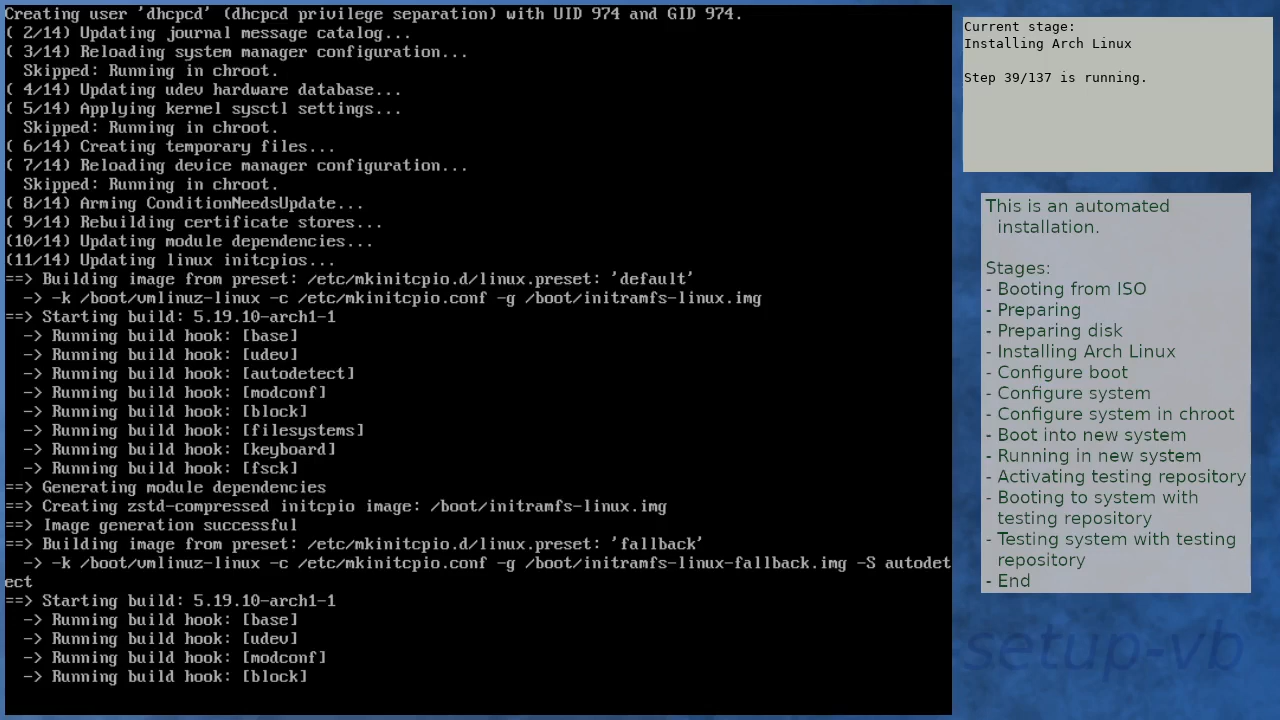 Creating user 'dhcpcd' (dhcpcd privilege separation) with UID 974 and GID 974.
( 2/14) Updating journal message catalog...
( 3/14) Reloading system manager configuration...
  Skipped: Running in chroot.
( 4/14) Updating udev hardware database...
( 5/14) Applying kernel sysctl settings...
  Skipped: Running in chroot.
( 6/14) Creating temporary files...
( 7/14) Reloading device manager configuration...
  Skipped: Running in chroot.
( 8/14) Arming ConditionNeedsUpdate...
( 9/14) Rebuilding certificate stores...
(10/14) Updating module dependencies...
(11/14) Updating linux initcpios...
==> Building image from preset: /etc/mkinitcpio.d/linux.preset: 'default'
  -> -k /boot/vmlinuz-linux -c /etc/mkinitcpio.conf -g /boot/initramfs-linux.img
==> Starting build: 5.19.10-arch1-1
  -> Running build hook: [base]
  -> Running build hook: [udev]
  -> Running build hook: [autodetect]
  -> Running build hook: [modconf]
  -> Running build hook: [block]
  -> Running build hook: [filesystems]
  -> Running build hook: [keyboard]
  -> Running build hook: [fsck]
==> Generating module dependencies
==> Creating zstd-compressed initcpio image: /boot/initramfs-linux.img
==> Image generation successful
==> Building image from preset: /etc/mkinitcpio.d/linux.preset: 'fallback'
  -> -k /boot/vmlinuz-linux -c /etc/mkinitcpio.conf -g /boot/initramfs-linux-fallback.img -S autodet
ect
==> Starting build: 5.19.10-arch1-1
  -> Running build hook: [base]
  -> Running build hook: [udev]
  -> Running build hook: [modconf]
  -> Running build hook: [block]
Current stage:
Installing Arch Linux
Step 39/137 is running.
This is an automated
installation.
Stages:
- Booting from ISO
- Preparing
- Preparing disk
- Installing Arch Linux
- Configure boot
- Configure system
- Configure system in chroot
- Boot into new system
- Running in new system
- Activating testing repository
- Booting to system with
testing repository
- Testing system with testing
repository
- End
setup-vb